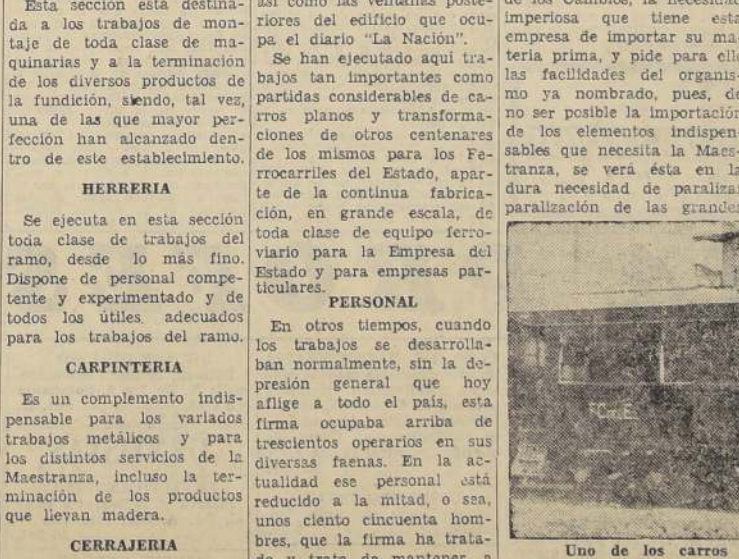 Esta sección está destina-
da a los trabajos de mon-
taje de toda clase de ma-
quinarias y a la terminación
de los diversos productos de
la fundición, siendo, tal vez,
una de las que mayor per-
fección han alcanzado den-
tro de este establecimiento.
HERRERIA
Se ejecuta en esta sección
toda clase de trabajos del
ramo, desde lo más fino.
Dispone de personal compe-
tente y experimentado y de
todos los útiles adecuados
para los trabajos del ramo.
CARPINTERIA
Es un complemento indis-
pensable para los variados
trabajos metálicos y para
los distintos servicios de la
Maestranza, incluso la ter-
minación de los productos
que llevan madera.
CERRAJERIA
así como las ventanas poste-
riores del edificio que ocu-
pa el diario "La Nación".
Se han ejecutado aquí tra-
bajos tan importantes como
partidas considerables de ca-
rros planos y transforma-
ciones de otros centenares
de los mismos para los Fe-
rrocarriles del Estado, apar-
te de la continua fabrica-
ción, en grande escala, de
toda clase de equipo ferro-
viario para la Empresa del
Estado y para empresas par-
ticulares.
PERSONAL
En otros tiempos, cuando
los trabajos se desarrolla-
ban normalmente, sin la de-
presión general que hoy
aflige a todo el país, esta
firma ocupaba arriba de
trescientos operarios en sus
diversas faenas. En la ac-
tualidad ese personal está
reducido a la mitad, o sea,
unos ciento cincuenta hom-
bres, que la firma ha trata-
do y trata de mantener a
de los Cambios, la necesidad
imperiosa que tiene esta
empresa de importar su ma-
teria prima, y pide para ello
las facilidades del organis-
mo ya nombrado, pues, de
no ser posible la importación
de los elementos indispen-
sables que necesita la Maes-
tranza, se verá ésta en la
dura necesidad de paralizar
paralización de las grandes
Uno de los carros